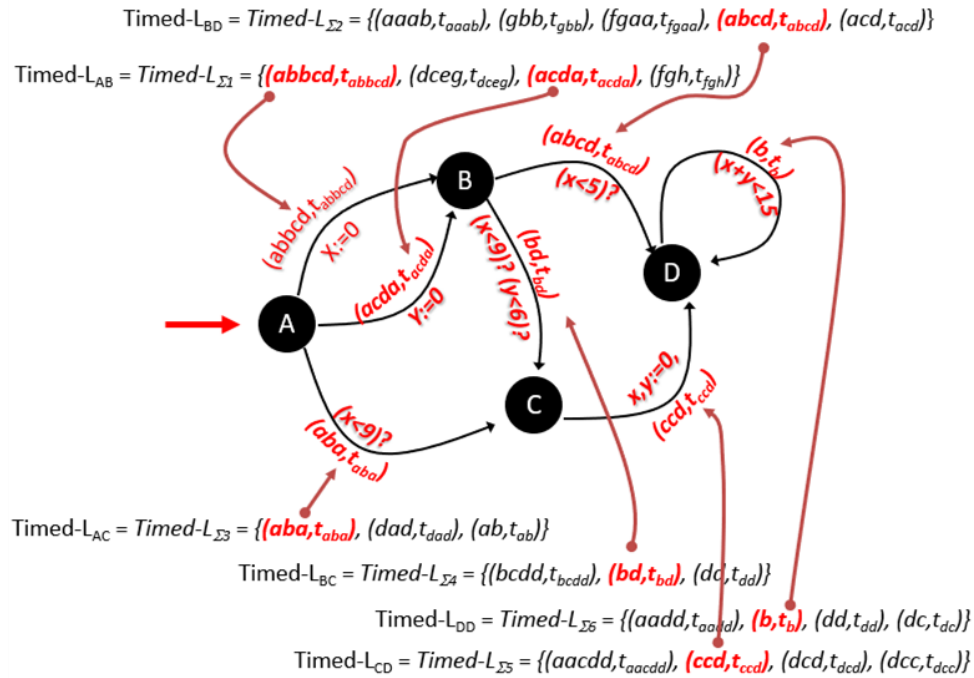 Timed-L_BD = Timed-L_Σ2 = {(aaab,t_aaab), (gbb,t_gbb), (fgaa,t_fgaa), (abcd,t_abcd), (acd,t_acd)}
Timed-L_AB = Timed-L_Σ1 = {(abbcd,t_abbcd), (dceg,t_dceg), (acda,t_acda), (fgh,t_fgh)}
(abcd,t_abcd)
(x<5)?
(b,t_b)
(x+y<15
B
(abbcd,t_abbcd)
X:=0
(acda,t_acda)
Y:=0
(bd,t_bd)
(x<9)? (y<6)?
D
A
C
x,y:=0,
(ccd,t_ccd)
(x<9)?
(aba,t_aba)
Timed-L_AC = Timed-L_Σ3 = {(aba,t_aba), (dad,t_dad), (ab,t_ab)}
Timed-L_BC = Timed-L_Σ4 = {(bcdd,t_bcdd), (bd,t_bd), (dd,t_dd)}
Timed-L_DD = Timed-L_Σ6 = {(aadd,t_aadd), (b,t_b), (dd,t_dd), (dc,t_dc)}
Timed-L_CD = Timed-L_Σ5 = {(aacdd,t_aacdd), (ccd,t_ccd), (dcd,t_dcd), (dcc,t_dcc)}